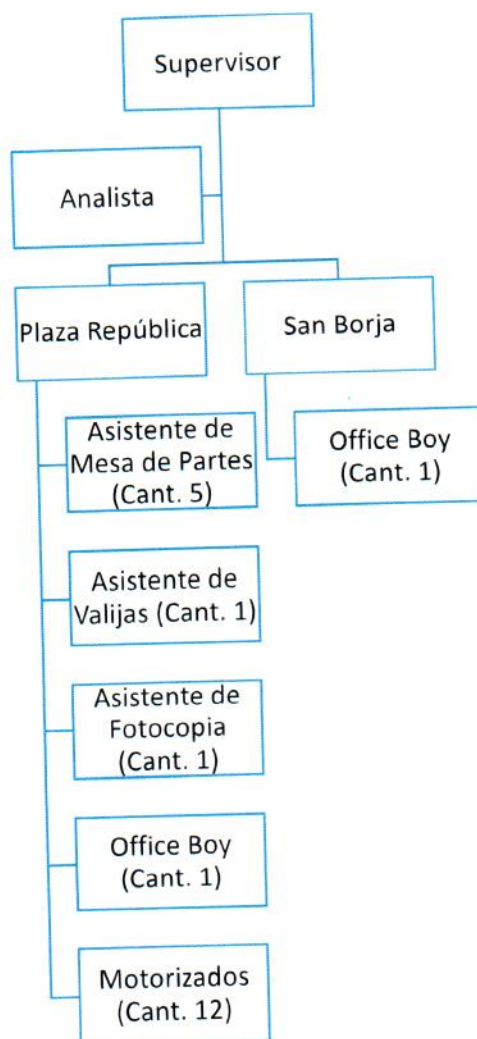 Supervisor
Analista
Plaza República
San Borja
Asistente de
Mesa de Partes
(Cant. 5)
Office Boy
(Cant. 1)
Asistente de
Valijas (Cant. 1)
Asistente de
Fotocopia
(Cant. 1)
Office Boy
(Cant. 1)
Motorizados
(Cant. 12)